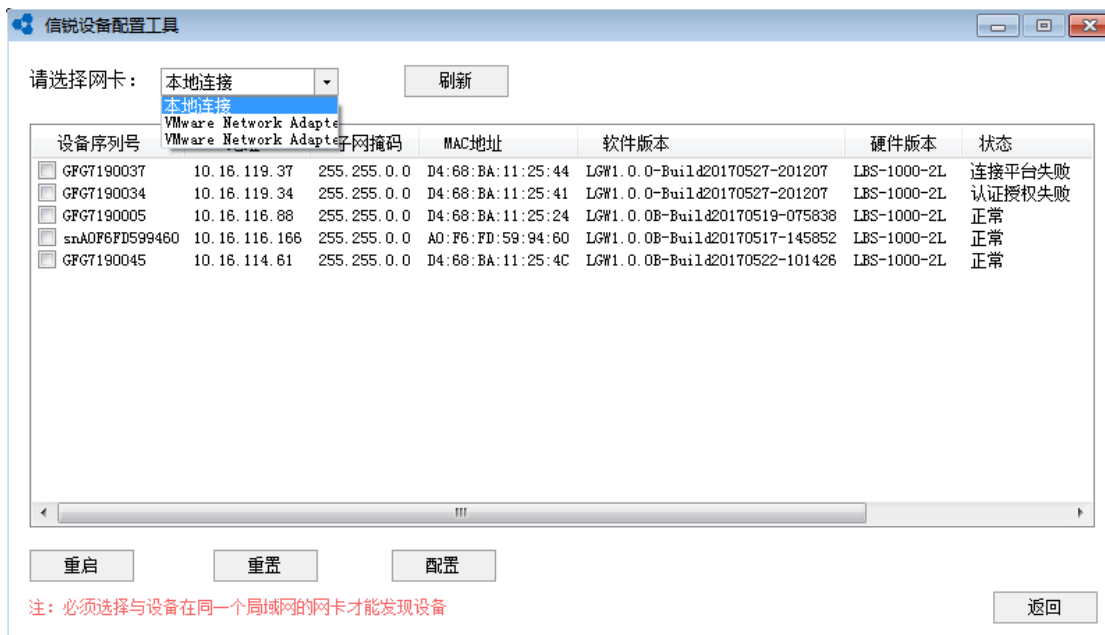 信锐设备配置工具
请选择网卡： 本地连接 刷新
本地连接
VMware Network Adapte
VMware Network Adapte
设备序列号 子网掩码 MAC地址 软件版本 硬件版本 状态
GFG7190037 10.16.119.37 255.255.0.0 D4:68:BA:11:25:44 LGW1.0.0-Build20170527-201207 LBS-1000-2L 连接平台失败
GFG7190034 10.16.119.34 255.255.0.0 D4:68:BA:11:25:41 LGW1.0.0-Build20170527-201207 LBS-1000-2L 认证授权失败
GFG7190005 10.16.116.88 255.255.0.0 D4:68:BA:11:25:24 LGW1.0.0B-Build20170519-075838 LBS-1000-2L 正常
snA0F6FD599460 10.16.116.166 255.255.0.0 A0:F6:FD:59:94:60 LGW1.0.0B-Build20170517-145852 LBS-1000-2L 正常
GFG7190045 10.16.114.61 255.255.0.0 D4:68:BA:11:25:4C LGW1.0.0B-Build20170522-101426 LBS-1000-2L 正常
重启 重置 配置
注：必须选择与设备在同一个局域网的网卡才能发现设备
返回